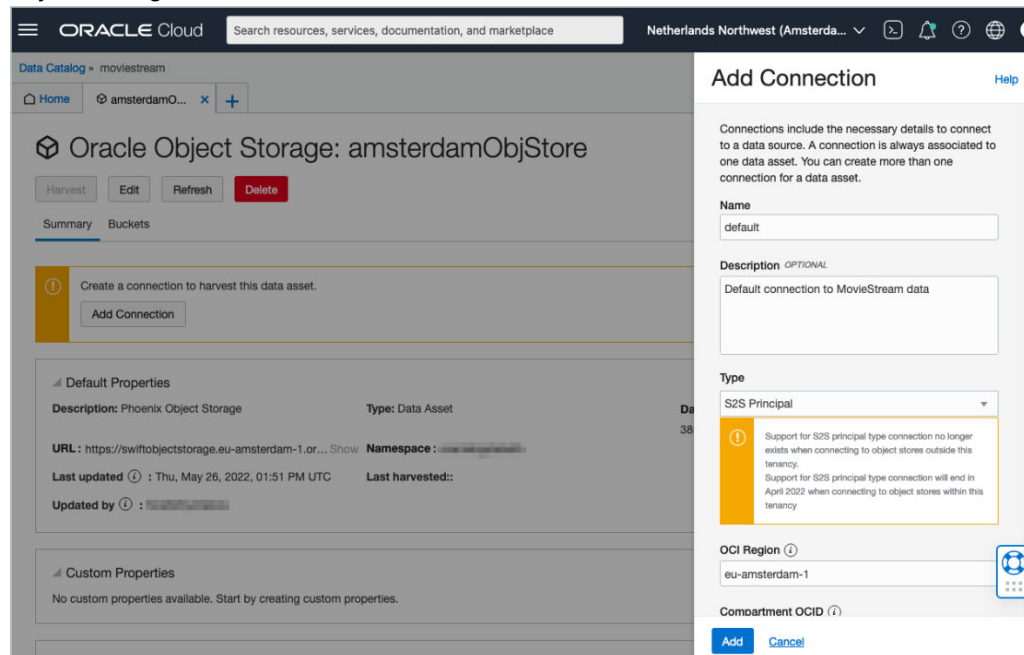 ORACLE Cloud
Search resources, services, documentation, and marketplace
Netherlands Northwest (Amsterda...
Data Catalog » moviestream
Home
amsterdamO...
Oracle Object Storage: amsterdamObjStore
Harvest
Edit
Refresh
Delete
Summary
Buckets
Create a connection to harvest this data asset.
Add Connection
Default Properties
Description: Phoenix Object Storage
Type: Data Asset
Da
38
URL : https://swiftobjectstorage.eu-amsterdam-1.or... Show
Namespace :
Last updated : Thu, May 26, 2022, 01:51 PM UTC
Last harvested::
Updated by :
Custom Properties
No custom properties available. Start by creating custom properties.
Add Connection
Help
Connections include the necessary details to connect
to a data source. A connection is always associated to
one data asset. You can create more than one
connection for a data asset.
Name
default
Description OPTIONAL
Default connection to MovieStream data
Type
S2S Principal
Support for S2S principal type connection no longer
exists when connecting to object stores outside this
tenancy.
Support for S2S principal type connection will end in
April 2022 when connecting to object stores within this
tenancy
OCI Region
eu-amsterdam-1
Compartment OCID
Add
Cancel